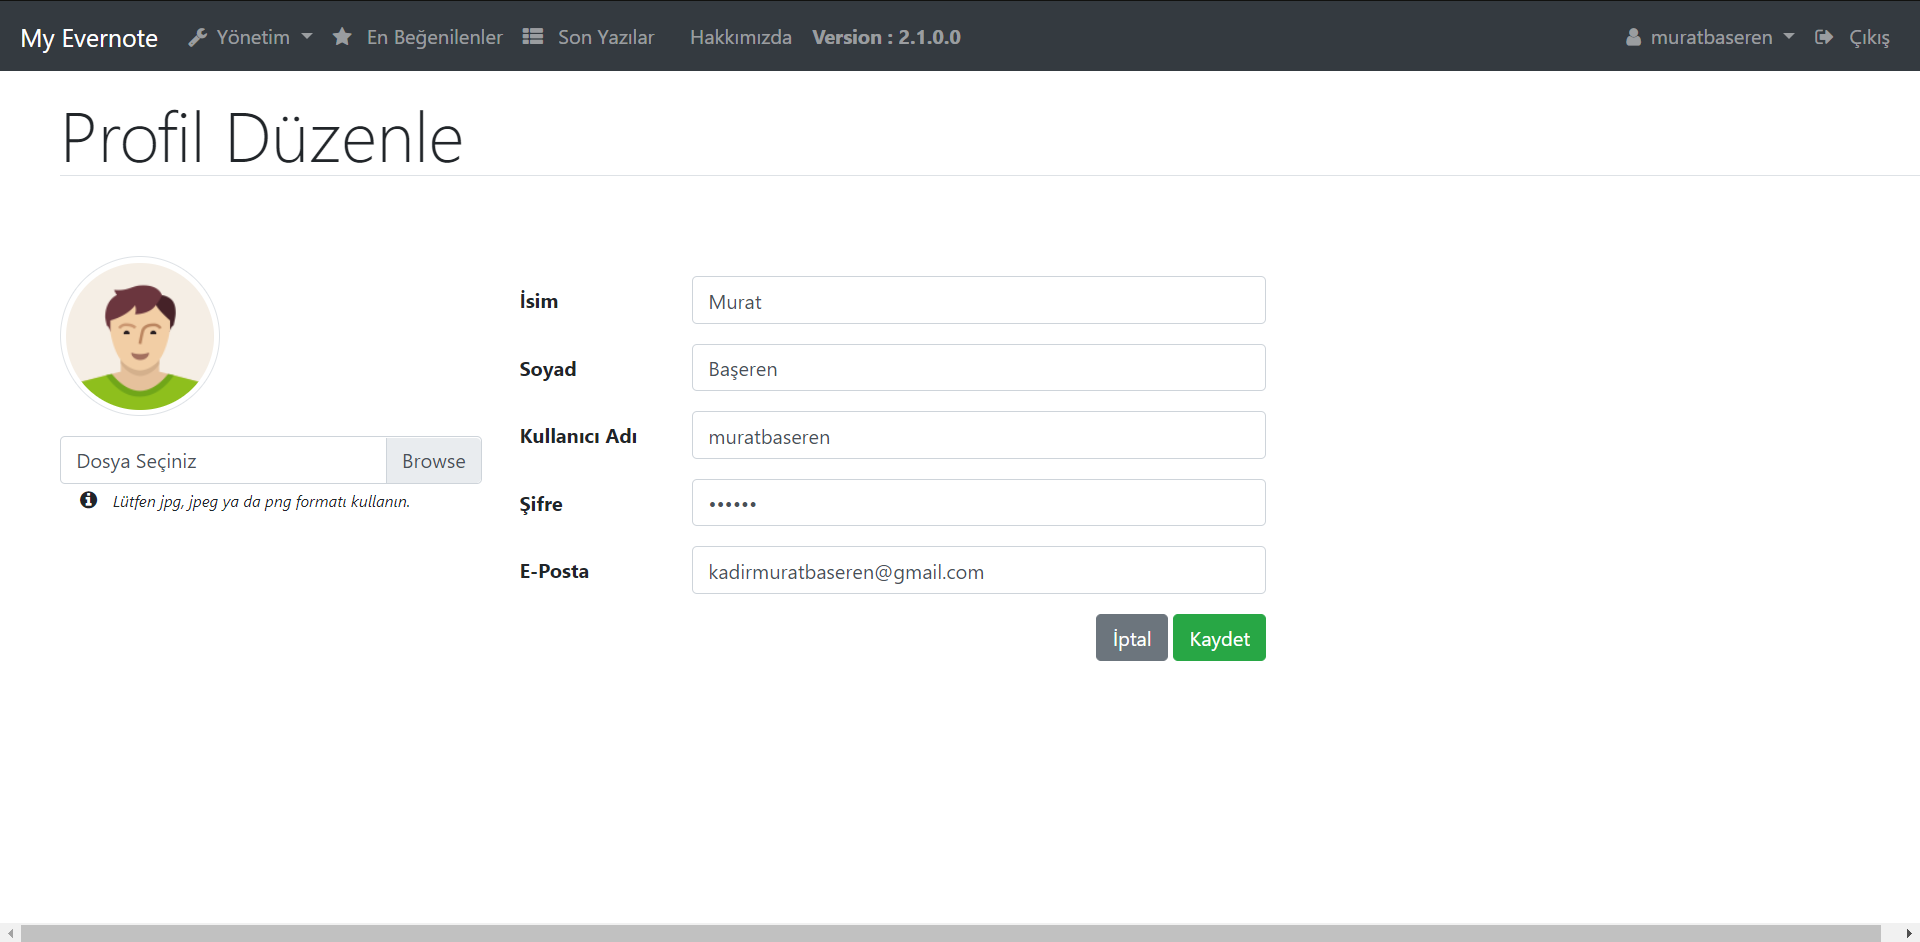 My Evernote Yönetim En Beğenilenler Son Yazılar Hakkımızda Version : 2.1.0.0 muratbaseren Çıkış
Profil Düzenle
Dosya Seçiniz Browse
Lütfen jpg, jpeg ya da png formatı kullanın.
İsim Murat
Soyad Başeren
Kullanıcı Adı muratbaseren
Şifre ••••••
E-Posta kadirmuratbaseren@gmail.com
İptal Kaydet